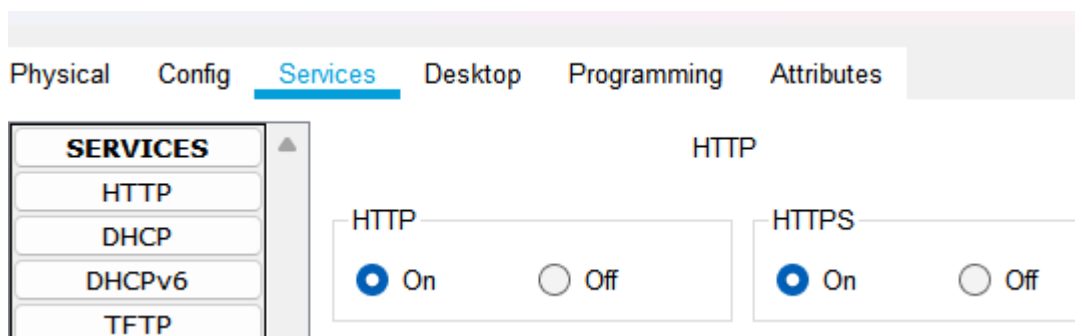 Physical Config Services Desktop Programming Attributes
SERVICES
HTTP
DHCP
DHCPv6
TFTP
HTTP
HTTP
On Off
HTTPS
On Off